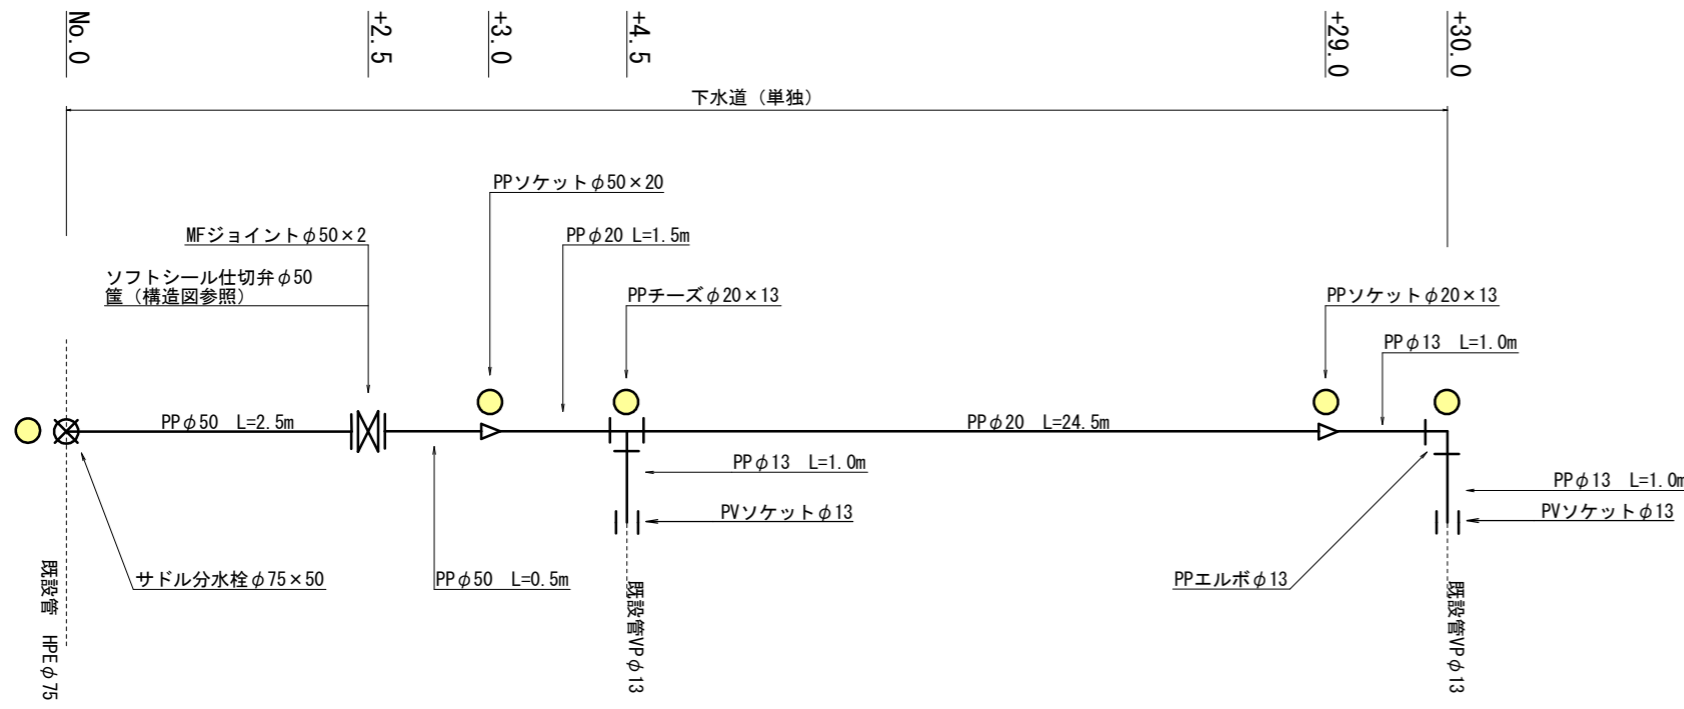 No.0
+2.5
+3.0
+4.5
+29.0
+30.0
下水道（単独）
PPソケットφ50×20
MFジョイントφ50×2
PPφ20 L=1.5m
ソフトシール仕切弁φ50
筐（構造図参照）
PPチーズφ20×13
PPソケットφ20×13
PPφ13 L=1.0m
PPφ50 L=2.5m
PPφ20 L=24.5m
PPφ13 L=1.0m
PPφ13 L=1.0m
PVソケットφ13
PVソケットφ13
サドル分水栓φ75×50
PPφ50 L=0.5m
PPエルボφ13
既設管 HPEφ75
既設管VPφ13
既設管VPφ13